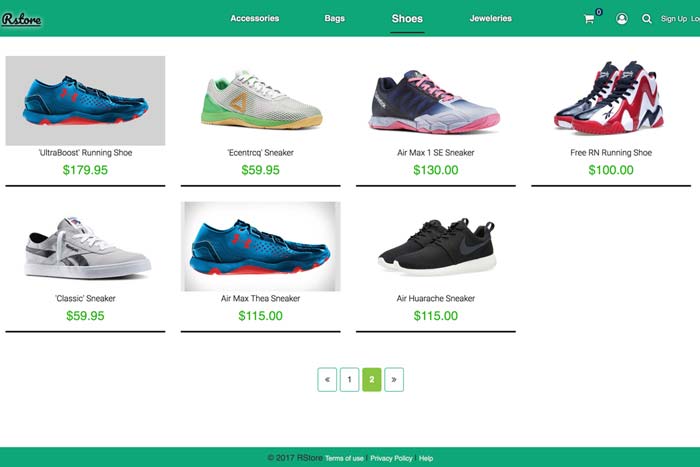 Rstore
Accessories Bags Shoes Jeweleries 0 Sign Up Lo
'UltraBoost' Running Shoe 'Ecentrcq' Sneaker Air Max 1 SE Sneaker Free RN Running Shoe
$179.95 $59.95 $130.00 $100.00
'Classic' Sneaker Air Max Thea Sneaker Air Huarache Sneaker
$59.95 $115.00 $115.00
« 1 2 »
© 2017 RStore Terms of use | Privacy Policy | Help